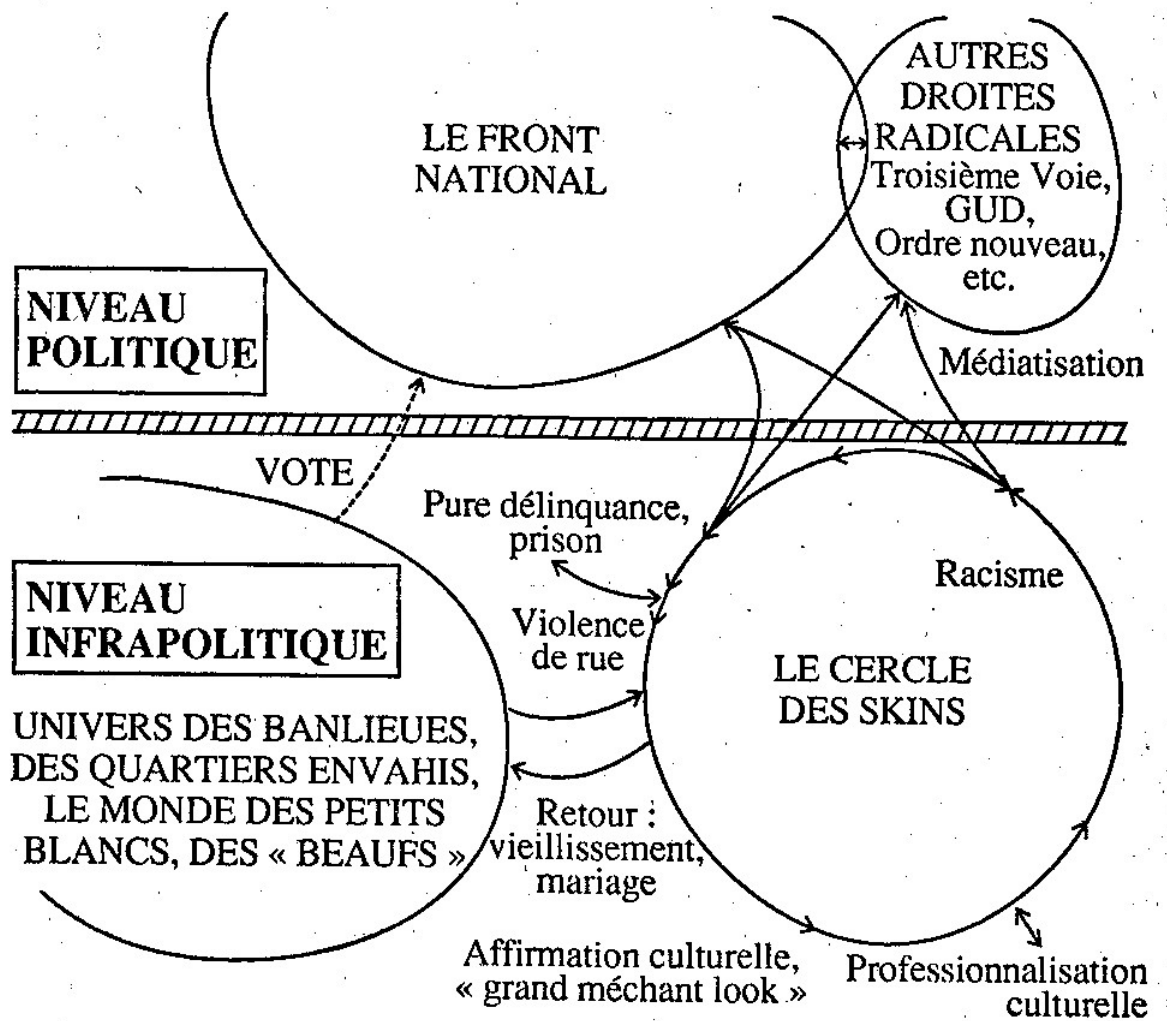 LE FRONT
NATIONAL
AUTRES
DROITES
RADICALES
Troisième Voie,
GUD,
Ordre nouveau,
etc.
NIVEAU
POLITIQUE
Médiatisation
VOTE
Pure délinquance,
prison
NIVEAU
INFRAPOLITIQUE
Violence
de rue
Racisme
LE CERCLE
DES SKINS
UNIVERS DES BANLIEUES,
DES QUARTIERS ENVAHIS,
LE MONDE DES PETITS
BLANCS, DES « BEAUFS »
Retour :
vieillissement,
mariage
Affirmation culturelle,
« grand méchant look »
Professionnalisation
culturelle